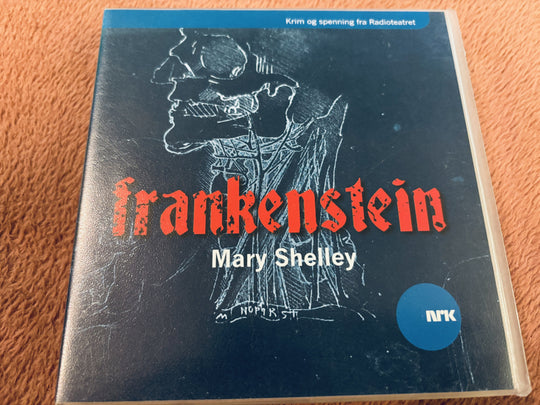 Krim og spenning fra Radioteatret
frankenstein
Mary Shelley
NRK